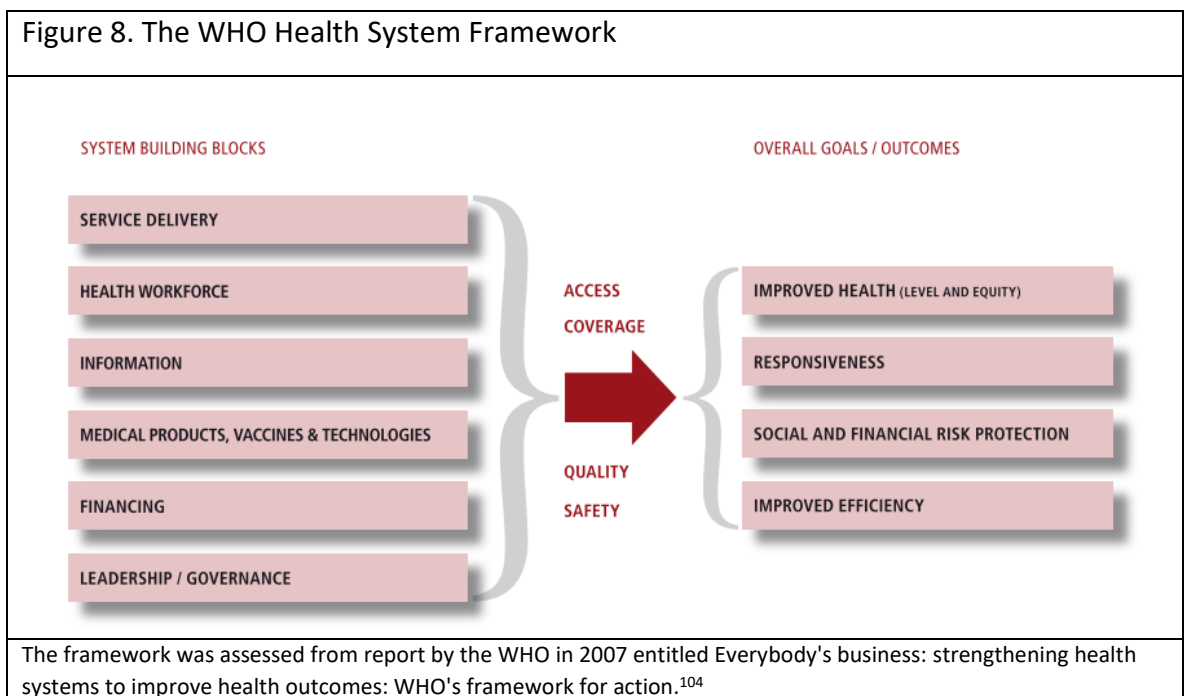 Figure 8. The WHO Health System Framework
SYSTEM BUILDING BLOCKS
SERVICE DELIVERY
HEALTH WORKFORCE
INFORMATION
MEDICAL PRODUCTS, VACCINES & TECHNOLOGIES
FINANCING
LEADERSHIP / GOVERNANCE
ACCESS
COVERAGE
QUALITY
SAFETY
OVERALL GOALS / OUTCOMES
IMPROVED HEALTH (LEVEL AND EQUITY)
RESPONSIVENESS
SOCIAL AND FINANCIAL RISK PROTECTION
IMPROVED EFFICIENCY
The framework was assessed from report by the WHO in 2007 entitled Everybody's business: strengthening health
systems to improve health outcomes: WHO's framework for action.104